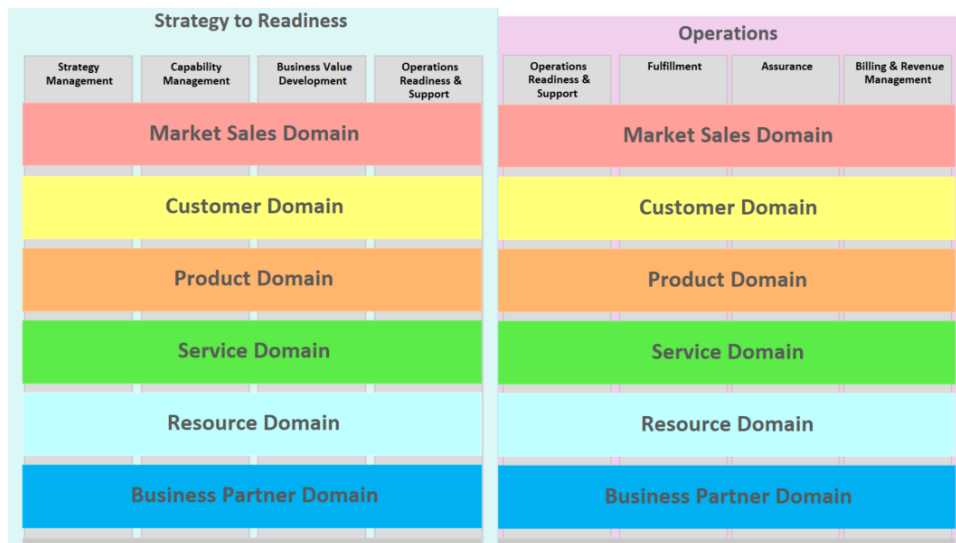 Strategy to Readiness
Operations
Strategy
Management
Capability
Management
Business Value
Development
Operations
Readiness &
Support
Operations
Readiness &
Support
Fulfillment
Assurance
Billing & Revenue
Management
Market Sales Domain
Market Sales Domain
Customer Domain
Customer Domain
Product Domain
Product Domain
Service Domain
Service Domain
Resource Domain
Resource Domain
Business Partner Domain
Business Partner Domain